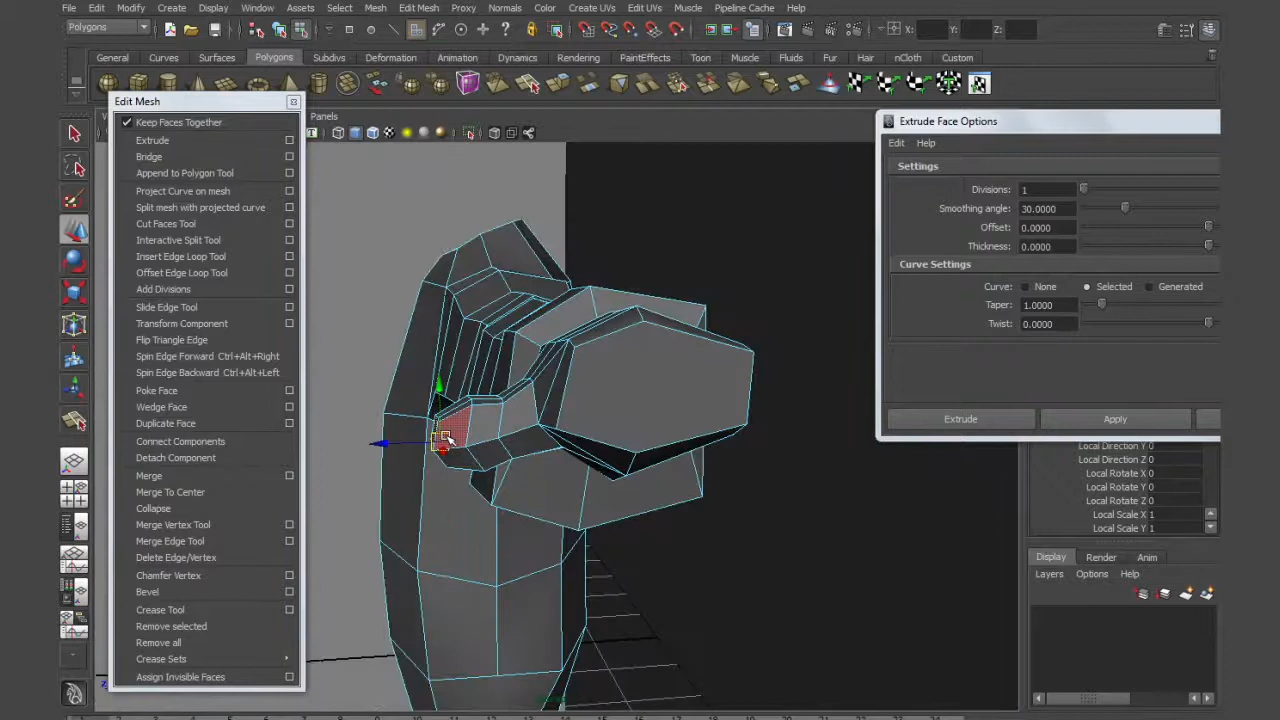 File Edit Modify Create Display Window Assets Select Mesh Edit Mesh Proxy Normals Color Create UVs Edit UVs Muscle Pipeline Cache Help
Polygons X: Y: Z:
General Curves Surfaces Polygons Subdivs Deformation Animation Dynamics Rendering PaintEffects Toon Muscle Fluids Fur Hair nCloth Custom
Edit Mesh
Panels
Keep Faces Together
Extrude
Bridge
Append to Polygon Tool
Project Curve on mesh
Split mesh with projected curve
Cut Faces Tool
Interactive Split Tool
Insert Edge Loop Tool
Offset Edge Loop Tool
Add Divisions
Slide Edge Tool
Transform Component
Flip Triangle Edge
Spin Edge Forward Ctrl+Alt+Right
Spin Edge Backward Ctrl+Alt+Left
Poke Face
Wedge Face
Duplicate Face
Connect Components
Detach Component
Merge
Merge To Center
Collapse
Merge Vertex Tool
Merge Edge Tool
Delete Edge/Vertex
Chamfer Vertex
Bevel
Crease Tool
Remove selected
Remove all
Crease Sets
Assign Invisible Faces
Extrude Face Options
Edit Help
Settings
Divisions: 1
Smoothing angle: 30.0000
Offset: 0.0000
Thickness: 0.0000
Curve Settings
Curve: None Selected Generated
Taper: 1.0000
Twist: 0.0000
Extrude Apply
Local Direction Y 0
Local Direction Z 0
Local Rotate X 0
Local Rotate Y 0
Local Rotate Z 0
Local Scale X 1
Local Scale Y 1
Display Render Anim
Layers Options Help